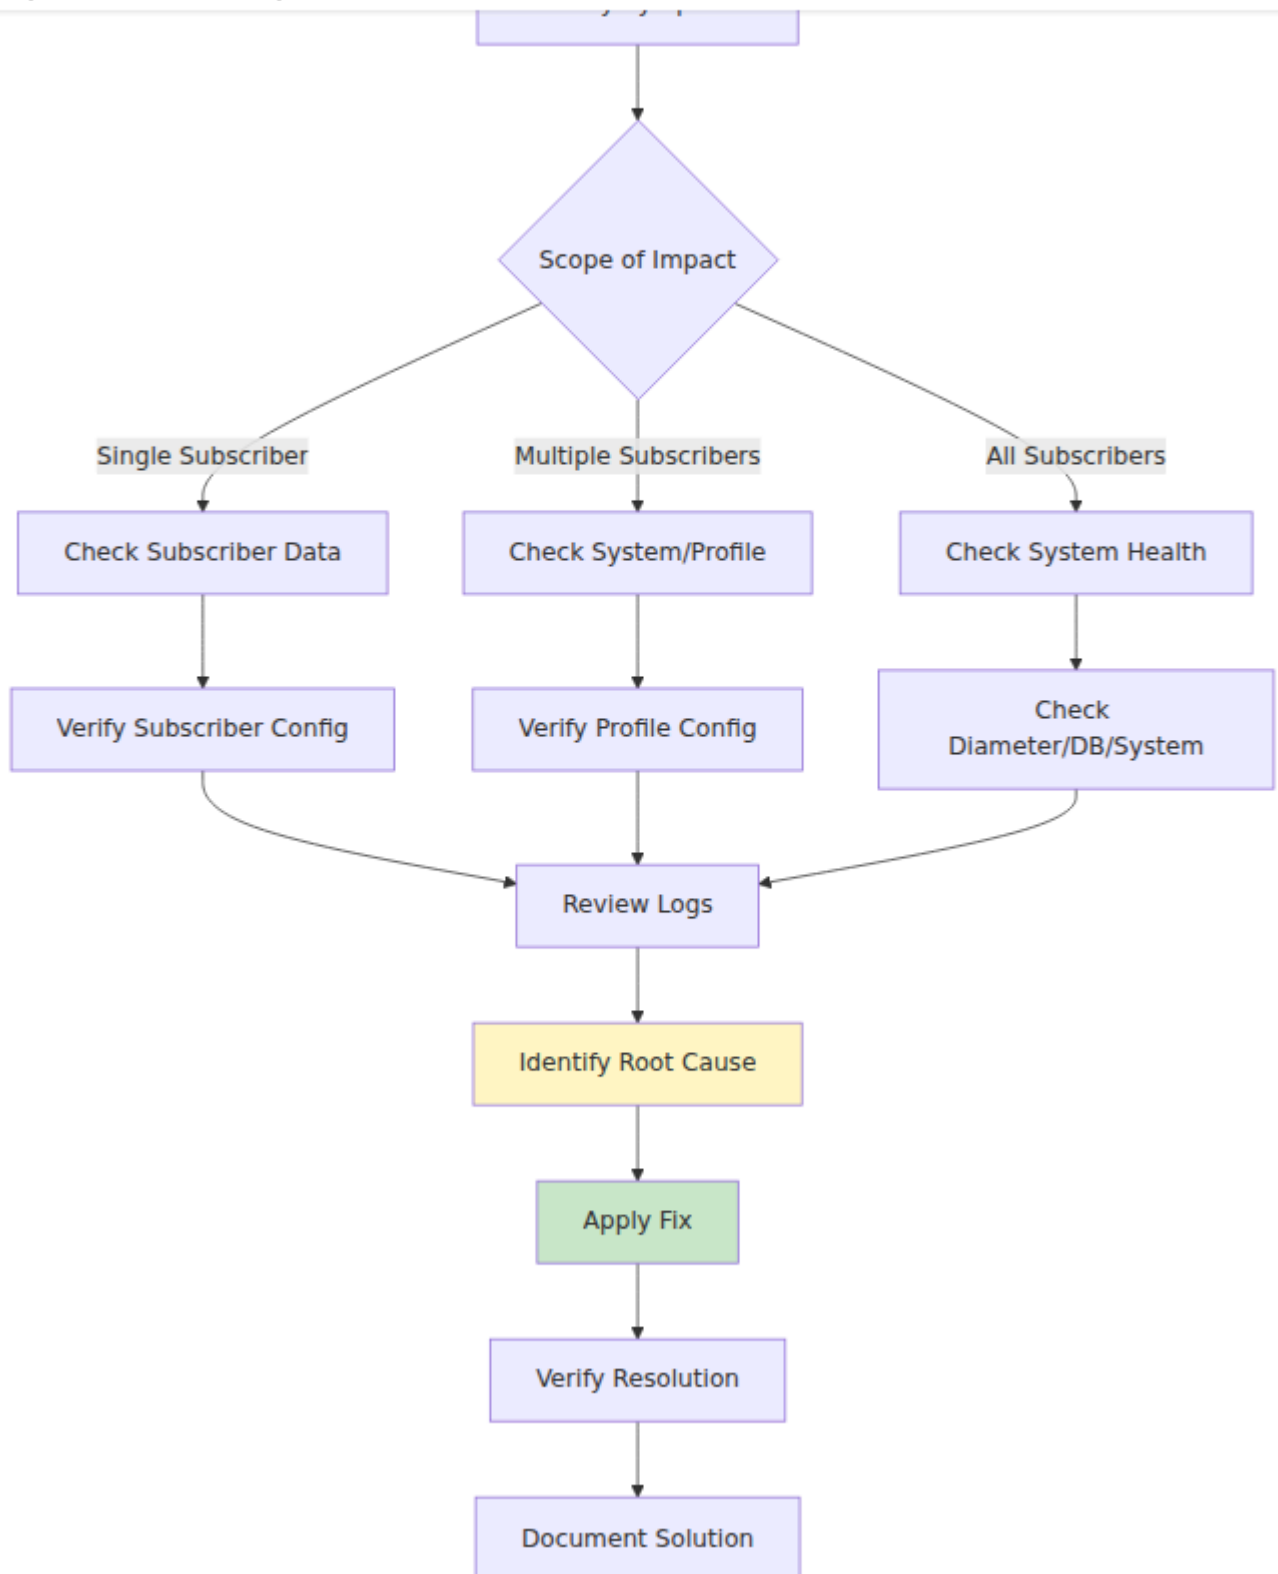 Scope of Impact
Single Subscriber
Multiple Subscribers
All Subscribers
Check Subscriber Data
Check System/Profile
Check System Health
Verify Subscriber Config
Verify Profile Config
Check
Diameter/DB/System
Review Logs
Identify Root Cause
Apply Fix
Verify Resolution
Document Solution